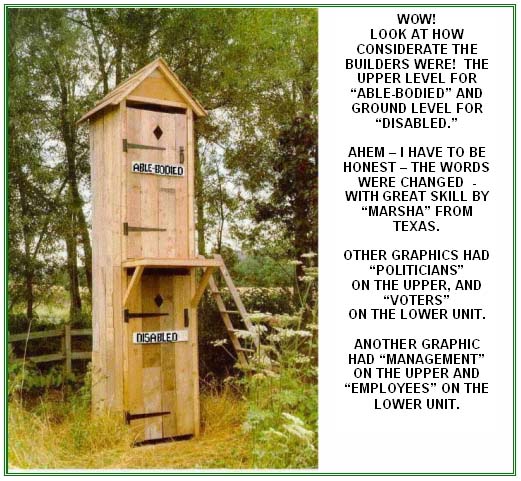 WOW!
LOOK AT HOW
CONSIDERATE THE
BUILDERS WERE!  THE
UPPER LEVEL FOR
“ABLE-BODIED” AND
GROUND LEVEL FOR
“DISABLED.”
AHEM – I HAVE TO BE
HONEST – THE WORDS
WERE CHANGED  -
WITH GREAT SKILL BY
“MARSHA” FROM
TEXAS.
OTHER GRAPHICS HAD
“POLITICIANS”
ON THE UPPER, AND
“VOTERS”
ON THE LOWER UNIT.
ANOTHER GRAPHIC
HAD “MANAGEMENT”
ON THE UPPER AND
“EMPLOYEES” ON THE
LOWER UNIT.
ABLE-BODIED
DISABLED